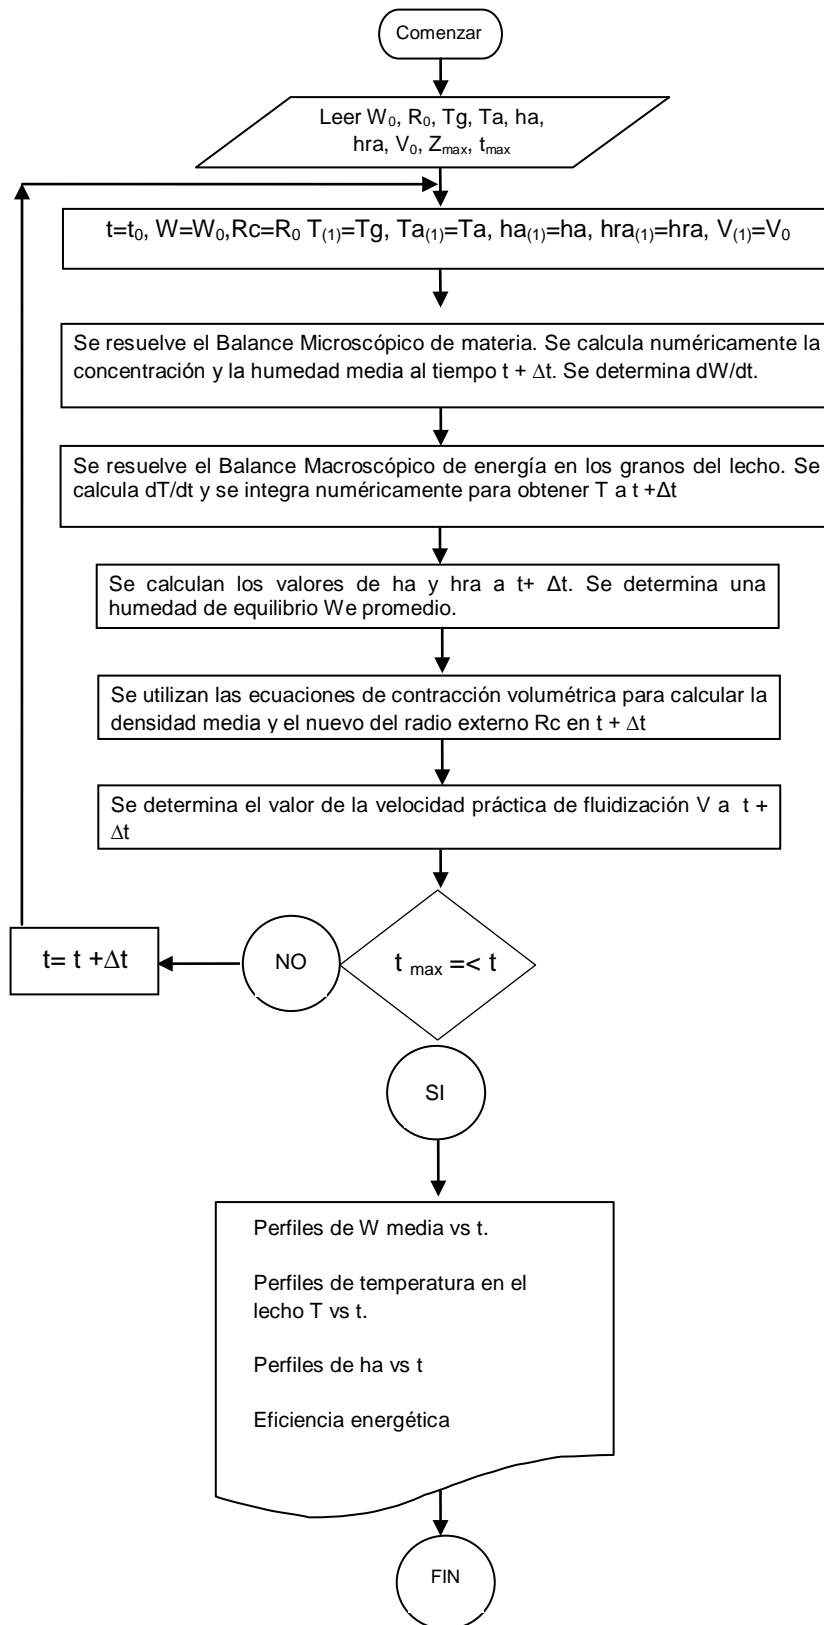 Comenzar
Leer W₀, R₀, Tg, Ta, ha,
hra, V₀, Zmax, tmax
t=t₀, W=W₀,Rc=R₀ T₍₁₎=Tg, Ta₍₁₎=Ta, ha₍₁₎=ha, hra₍₁₎=hra, V₍₁₎=V₀
Se resuelve el Balance Microscópico de materia. Se calcula numéricamente la
concentración y la humedad media al tiempo t + Δt. Se determina dW/dt.
Se resuelve el Balance Macroscópico de energía en los granos del lecho. Se
calcula dT/dt y se integra numéricamente para obtener T a t +Δt
Se calculan los valores de ha y hra a t+ Δt. Se determina una
humedad de equilibrio We promedio.
Se utilizan las ecuaciones de contracción volumétrica para calcular la
densidad media y el nuevo del radio externo Rc en t + Δt
Se determina el valor de la velocidad práctica de fluidización V a t +
Δt
t= t +Δt
NO
t max =< t
SI
Perfiles de W media vs t.
Perfiles de temperatura en el
lecho T vs t.
Perfiles de ha vs t
Eficiencia energética
FIN